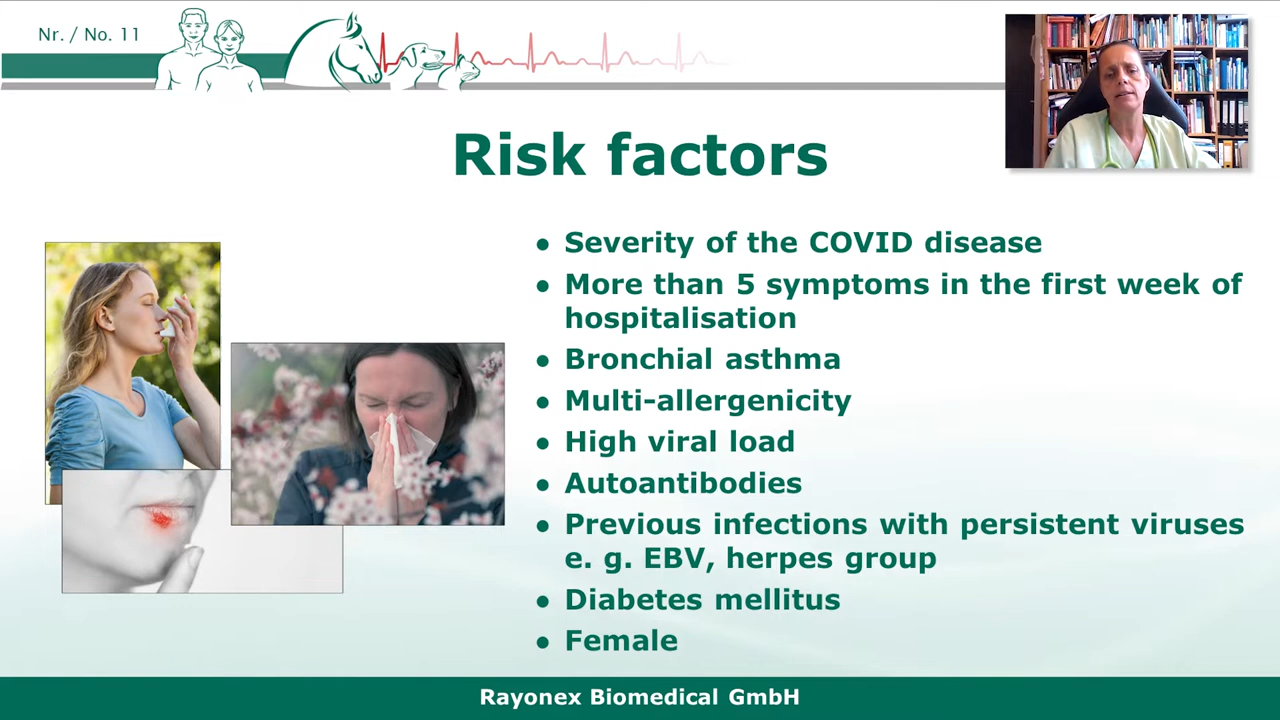 Nr. / No. 11
Risk factors
● Severity of the COVID disease
● More than 5 symptoms in the first week of
hospitalisation
● Bronchial asthma
● Multi-allergenicity
● High viral load
● Autoantibodies
● Previous infections with persistent viruses
e. g. EBV, herpes group
● Diabetes mellitus
● Female
Rayonex Biomedical GmbH